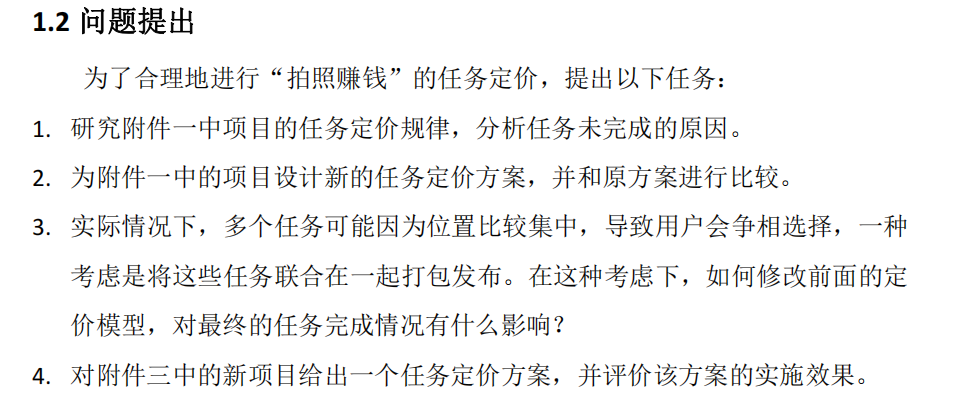 1.2 问题提出
为了合理地进行“拍照赚钱”的任务定价，提出以下任务：
1. 研究附件一中项目的任务定价规律，分析任务未完成的原因。
2. 为附件一中的项目设计新的任务定价方案，并和原方案进行比较。
3. 实际情况下，多个任务可能因为位置比较集中，导致用户会争相选择，一种
考虑是将这些任务联合在一起打包发布。在这种考虑下，如何修改前面的定
价模型，对最终的任务完成情况有什么影响？
4. 对附件三中的新项目给出一个任务定价方案，并评价该方案的实施效果。